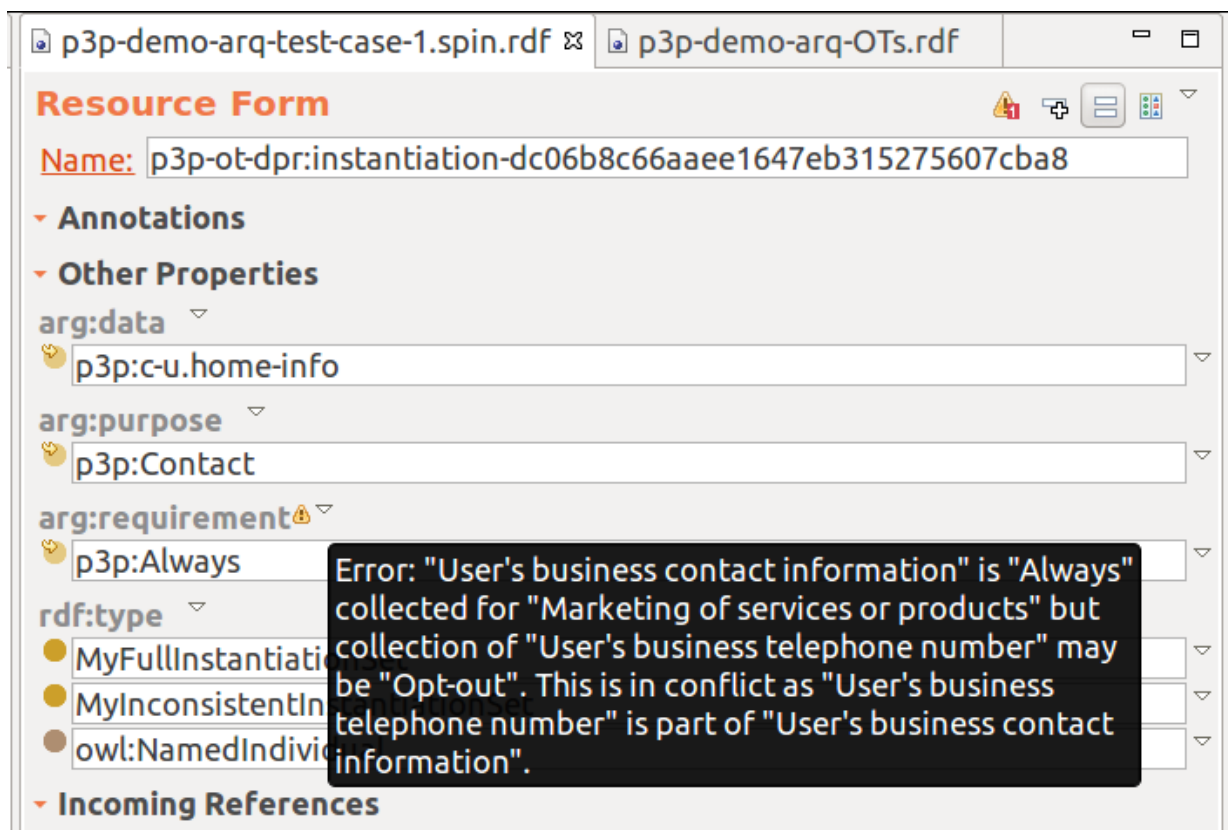 p3p-demo-arq-test-case-1.spin.rdf p3p-demo-arq-OTs.rdf
Resource Form
Name: p3p-ot-dpr:instantiation-dc06b8c66aaee1647eb315275607cba8
Annotations
Other Properties
arg:data
p3p:c-u.home-info
arg:purpose
p3p:Contact
arg:requirement
p3p:Always
Error: "User's business contact information" is "Always"
collected for "Marketing of services or products" but
collection of "User's business telephone number" may
be "Opt-out". This is in conflict as "User's business
telephone number" is part of "User's business contact
information".
rdf:type
MyFullInstantiationSet
MyInconsistentInstantiationSet
owl:NamedIndividual
Incoming References